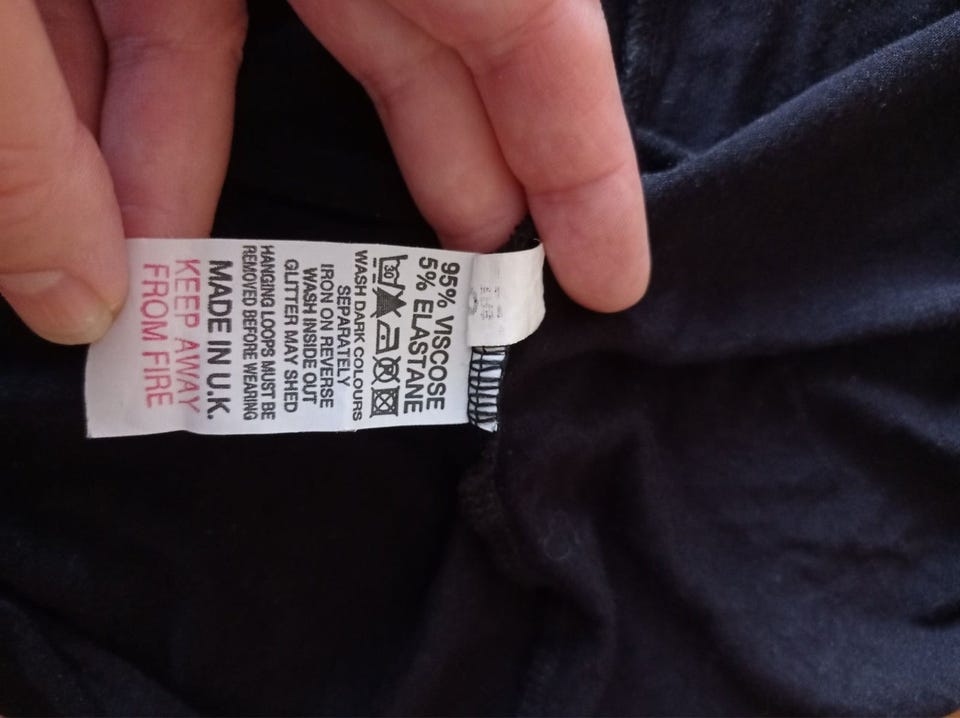 95% VISCOSE
5% ELASTANE
30
WASH DARK COLOURS
SEPARATELY
IRON ON REVERSE
WASH INSIDE OUT
GLITTER MAY SHED
HANGING LOOPS MUST BE
REMOVED BEFORE WEARING
MADE IN U.K.
KEEP AWAY
FROM FIRE